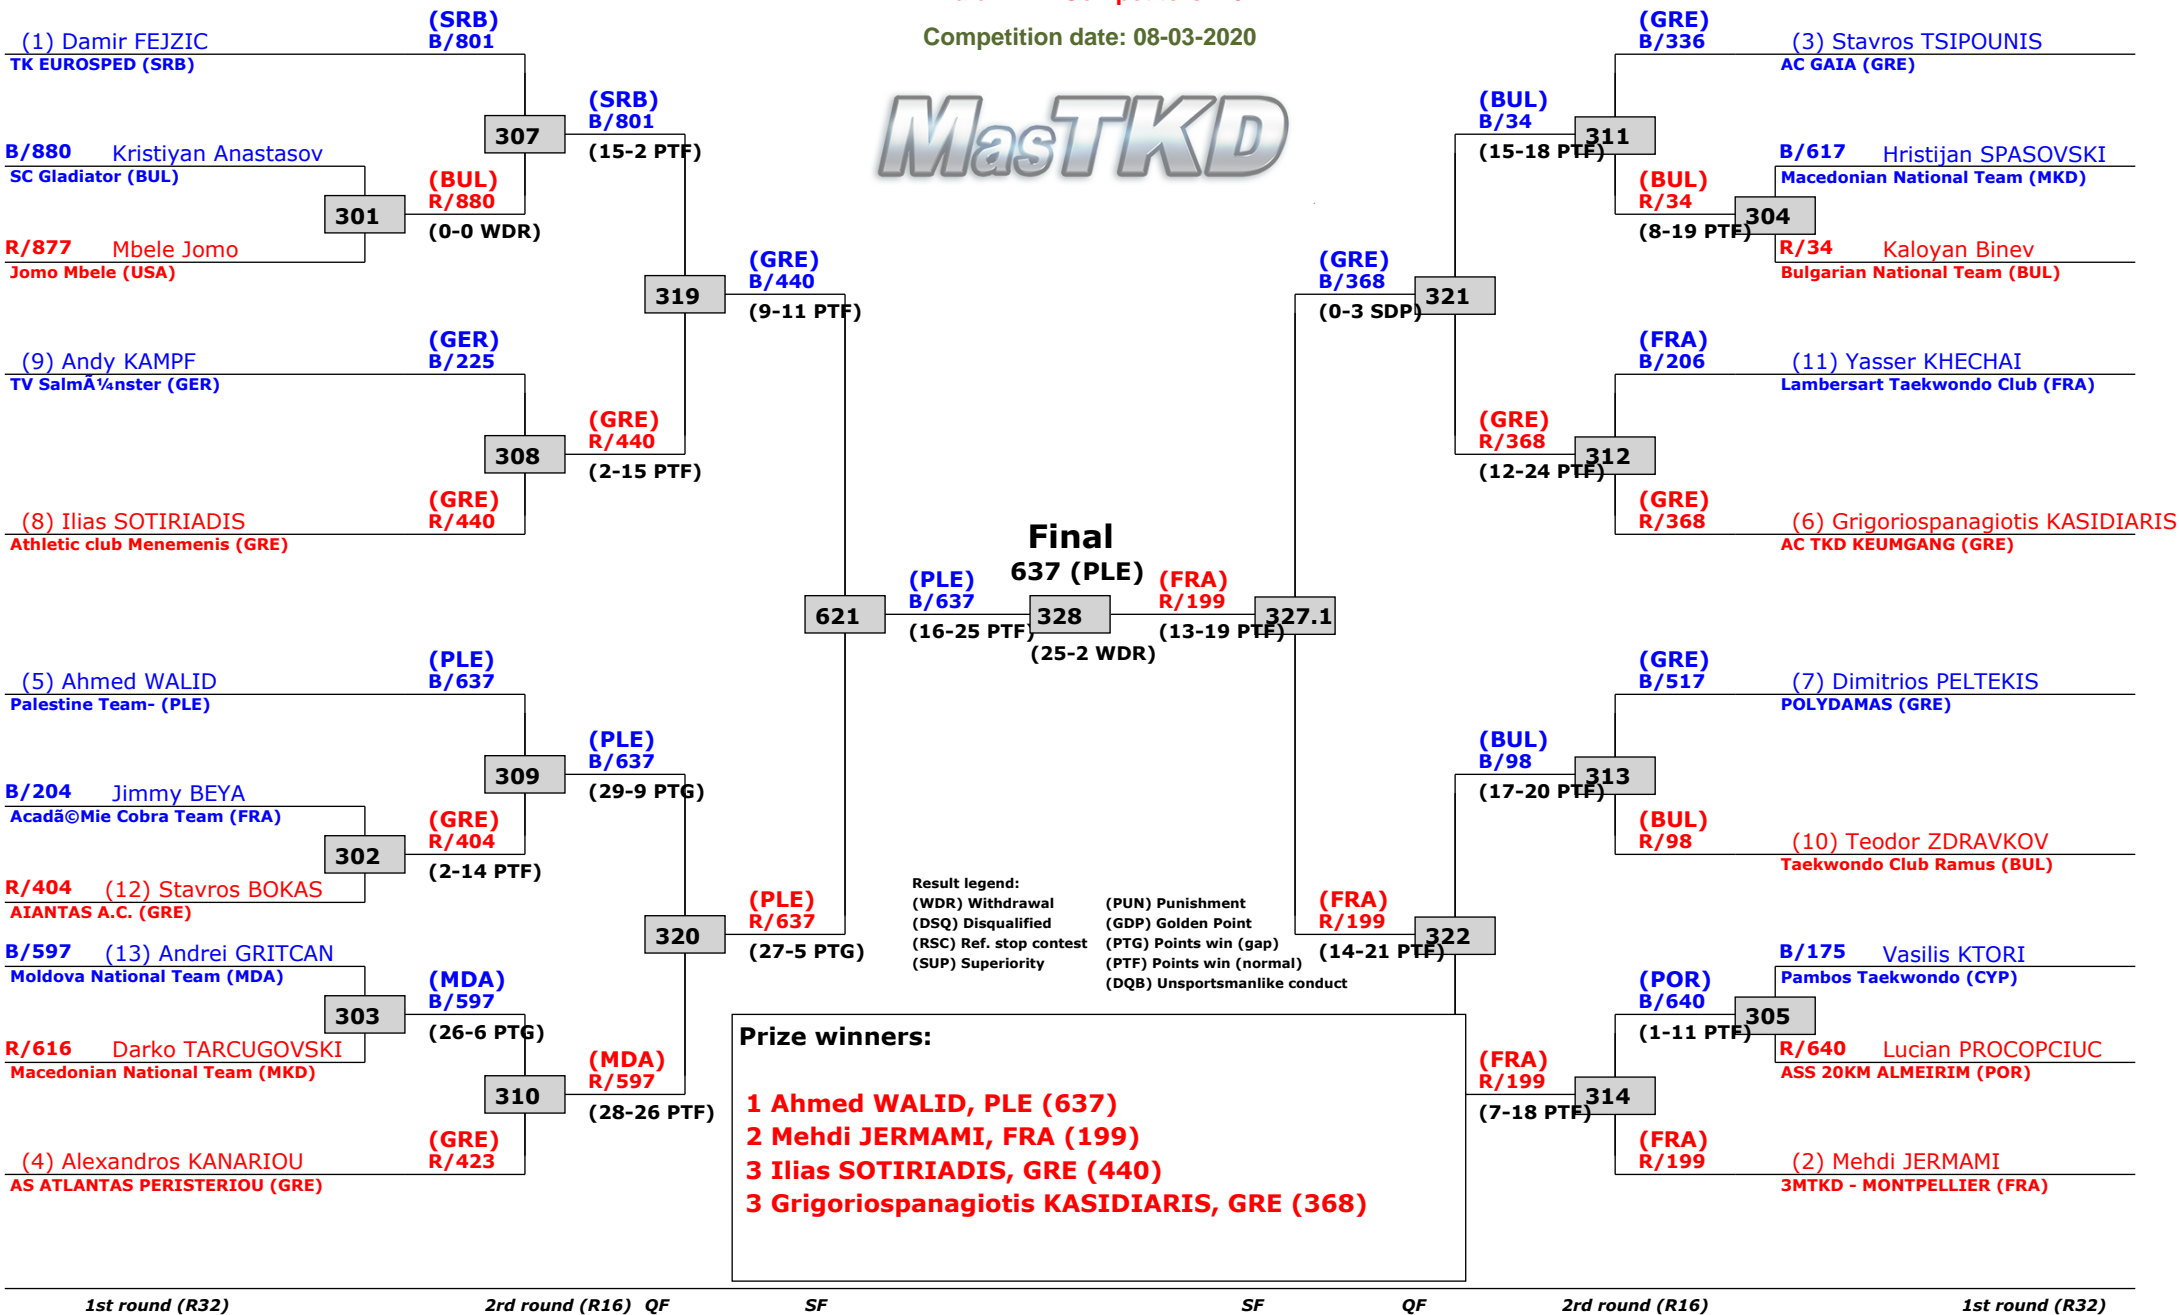 Competition date: 08-03-2020
MasTKD
(1) Damir FEJZIC
TK EUROSPED (SRB)
(SRB)
B/801
B/880 Kristiyan Anastasov
SC Gladiator (BUL)
301
R/877 Mbele Jomo
Jomo Mbele (USA)
(BUL)
R/880
(0-0 WDR)
307
(SRB)
B/801
(15-2 PTF)
(9) Andy KAMPF
TV SalmÃ¼nster (GER)
(GER)
B/225
308
(8) Ilias SOTIRIADIS
Athletic club Menemenis (GRE)
(GRE)
R/440
(GRE)
R/440
(2-15 PTF)
319
(GRE)
B/440
(9-11 PTF)
(5) Ahmed WALID
Palestine Team- (PLE)
(PLE)
B/637
B/204 Jimmy BEYA
Acadã©Mie Cobra Team (FRA)
302
R/404 (12) Stavros BOKAS
AIANTAS A.C. (GRE)
(GRE)
R/404
(2-14 PTF)
309
(PLE)
B/637
(29-9 PTG)
B/597 (13) Andrei GRITCAN
Moldova National Team (MDA)
303
R/616 Darko TARCUGOVSKI
Macedonian National Team (MKD)
(MDA)
B/597
(26-6 PTG)
310
(4) Alexandros KANARIOU
AS ATLANTAS PERISTERIOU (GRE)
(GRE)
R/423
(MDA)
R/597
(28-26 PTF)
320
(PLE)
R/637
(27-5 PTG)
621
(PLE)
B/637
(16-25 PTF)
Final
637 (PLE)
328
(25-2 WDR)
(FRA)
R/199
(13-19 PTF)
327.1
(GRE)
B/368
(0-3 SDP)
321
(BUL)
B/34
(15-18 PTF)
311
(GRE)
B/336
(3) Stavros TSIPOUNIS
AC GAIA (GRE)
B/617 Hristijan SPASOVSKI
Macedonian National Team (MKD)
(BUL)
R/34
(8-19 PTF)
304
R/34 Kaloyan Binev
Bulgarian National Team (BUL)
(FRA)
B/206
(11) Yasser KHECHAI
Lambersart Taekwondo Club (FRA)
(GRE)
R/368
(12-24 PTF)
312
(GRE)
R/368
(6) Grigoriospanagiotis KASIDIARIS
AC TKD KEUMGANG (GRE)
(GRE)
B/517
(7) Dimitrios PELTEKIS
POLYDAMAS (GRE)
(BUL)
B/98
(17-20 PTF)
313
(BUL)
R/98
(10) Teodor ZDRAVKOV
Taekwondo Club Ramus (BUL)
(FRA)
R/199
(14-21 PTF)
322
B/175 Vasilis KTORI
Pambos Taekwondo (CYP)
(POR)
B/640
(1-11 PTF)
305
R/640 Lucian PROCOPCIUC
ASS 20KM ALMEIRIM (POR)
(FRA)
R/199
(7-18 PTF)
314
(FRA)
R/199
(2) Mehdi JERMAMI
3MTKD - MONTPELLIER (FRA)
Result legend:
(WDR) Withdrawal (PUN) Punishment
(DSQ) Disqualified (GDP) Golden Point
(RSC) Ref. stop contest (PTG) Points win (gap)
(SUP) Superiority (PTF) Points win (normal)
(DQB) Unsportsmanlike conduct
Prize winners:
1 Ahmed WALID, PLE (637)
2 Mehdi JERMAMI, FRA (199)
3 Ilias SOTIRIADIS, GRE (440)
3 Grigoriospanagiotis KASIDIARIS, GRE (368)
1st round (R32) 2rd round (R16) QF SF SF QF 2rd round (R16) 1st round (R32)